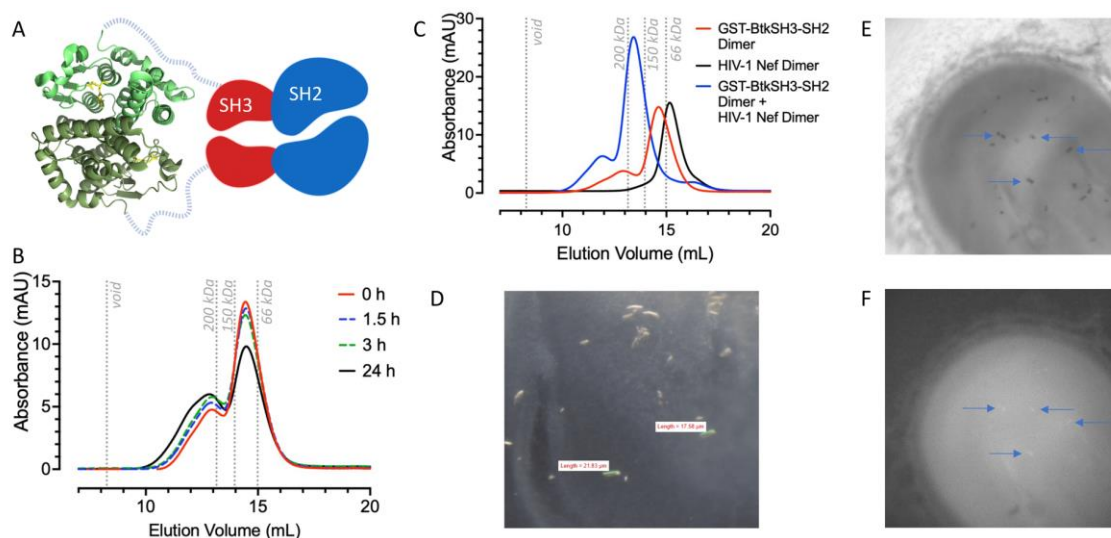 A
SH3
SH2
B
Absorbance (mAU)
15
10
5
0
void
200 kDa
150 kDa
66 kDa
0 h
1.5 h
3 h
24 h
10
15
20
Elution Volume (mL)
C
Absorbance (mAU)
30
15
0
void
200 kDa
150 kDa
66 kDa
GST-BtkSH3-SH2
Dimer
HIV-1 Nef Dimer
GST-BtkSH3-SH2
Dimer +
HIV-1 Nef Dimer
10
15
20
Elution Volume (mL)
D
Length = 17.98 µm
Length = 21.83 µm
E
F